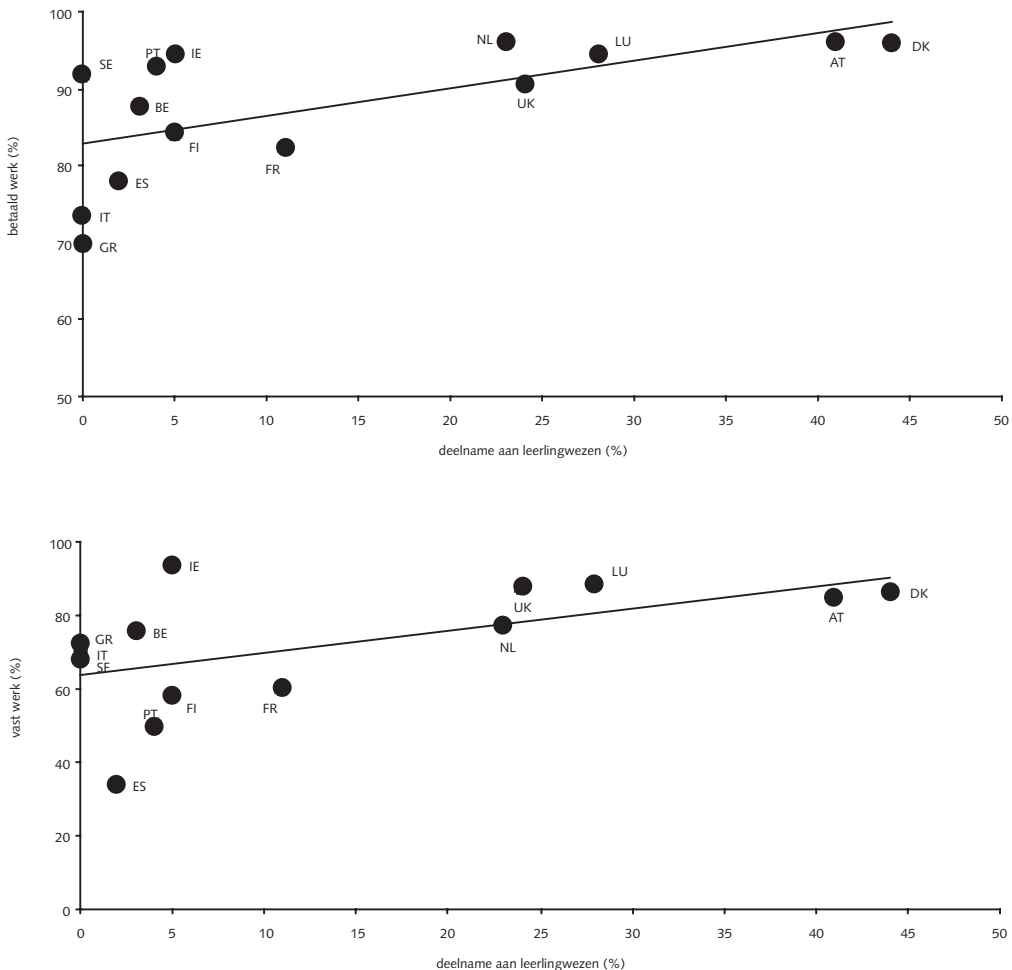 100
PT
IE
NL
LU
DK
SE
AT
90
BE
UK
FI
FR
80
ES
IT
70
GR
60
50
betaald werk (%)
0 5 10 15 20 25 30 35 40 45 50
deelname aan leerlingwezen (%)
100
IE
LU
UK
DK
AT
80
GR
BE
IT
SE
NL
60
PT
FI
FR
40
ES
20
0
vast werk (%)
0 5 10 15 20 25 30 35 40 45 50
deelname aan leerlingwezen (%)